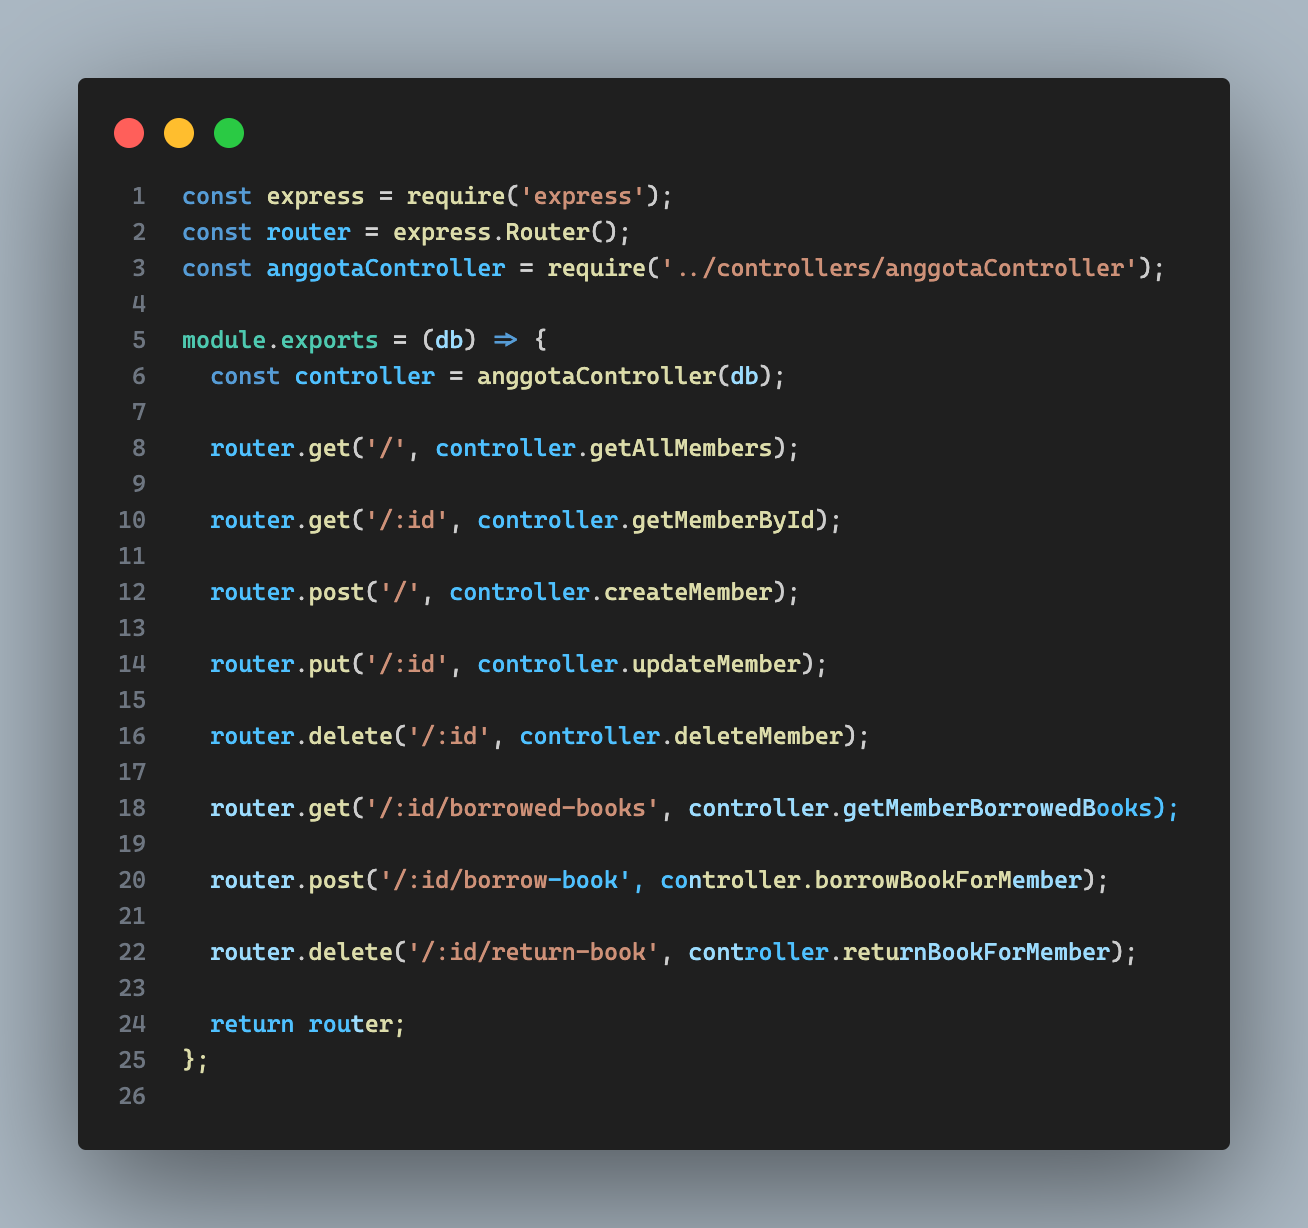 1 const express = require('express');
2 const router = express.Router();
3 const anggotaController = require('../controllers/anggotaController');
4
5 module.exports = (db) => {
6   const controller = anggotaController(db);
7
8   router.get('/', controller.getAllMembers);
9
10   router.get('/:id', controller.getMemberById);
11
12   router.post('/', controller.createMember);
13
14   router.put('/:id', controller.updateMember);
15
16   router.delete('/:id', controller.deleteMember);
17
18   router.get('/:id/borrowed-books', controller.getMemberBorrowedBooks);
19
20   router.post('/:id/borrow-book', controller.borrowBookForMember);
21
22   router.delete('/:id/return-book', controller.returnBookForMember);
23
24   return router;
25 };
26